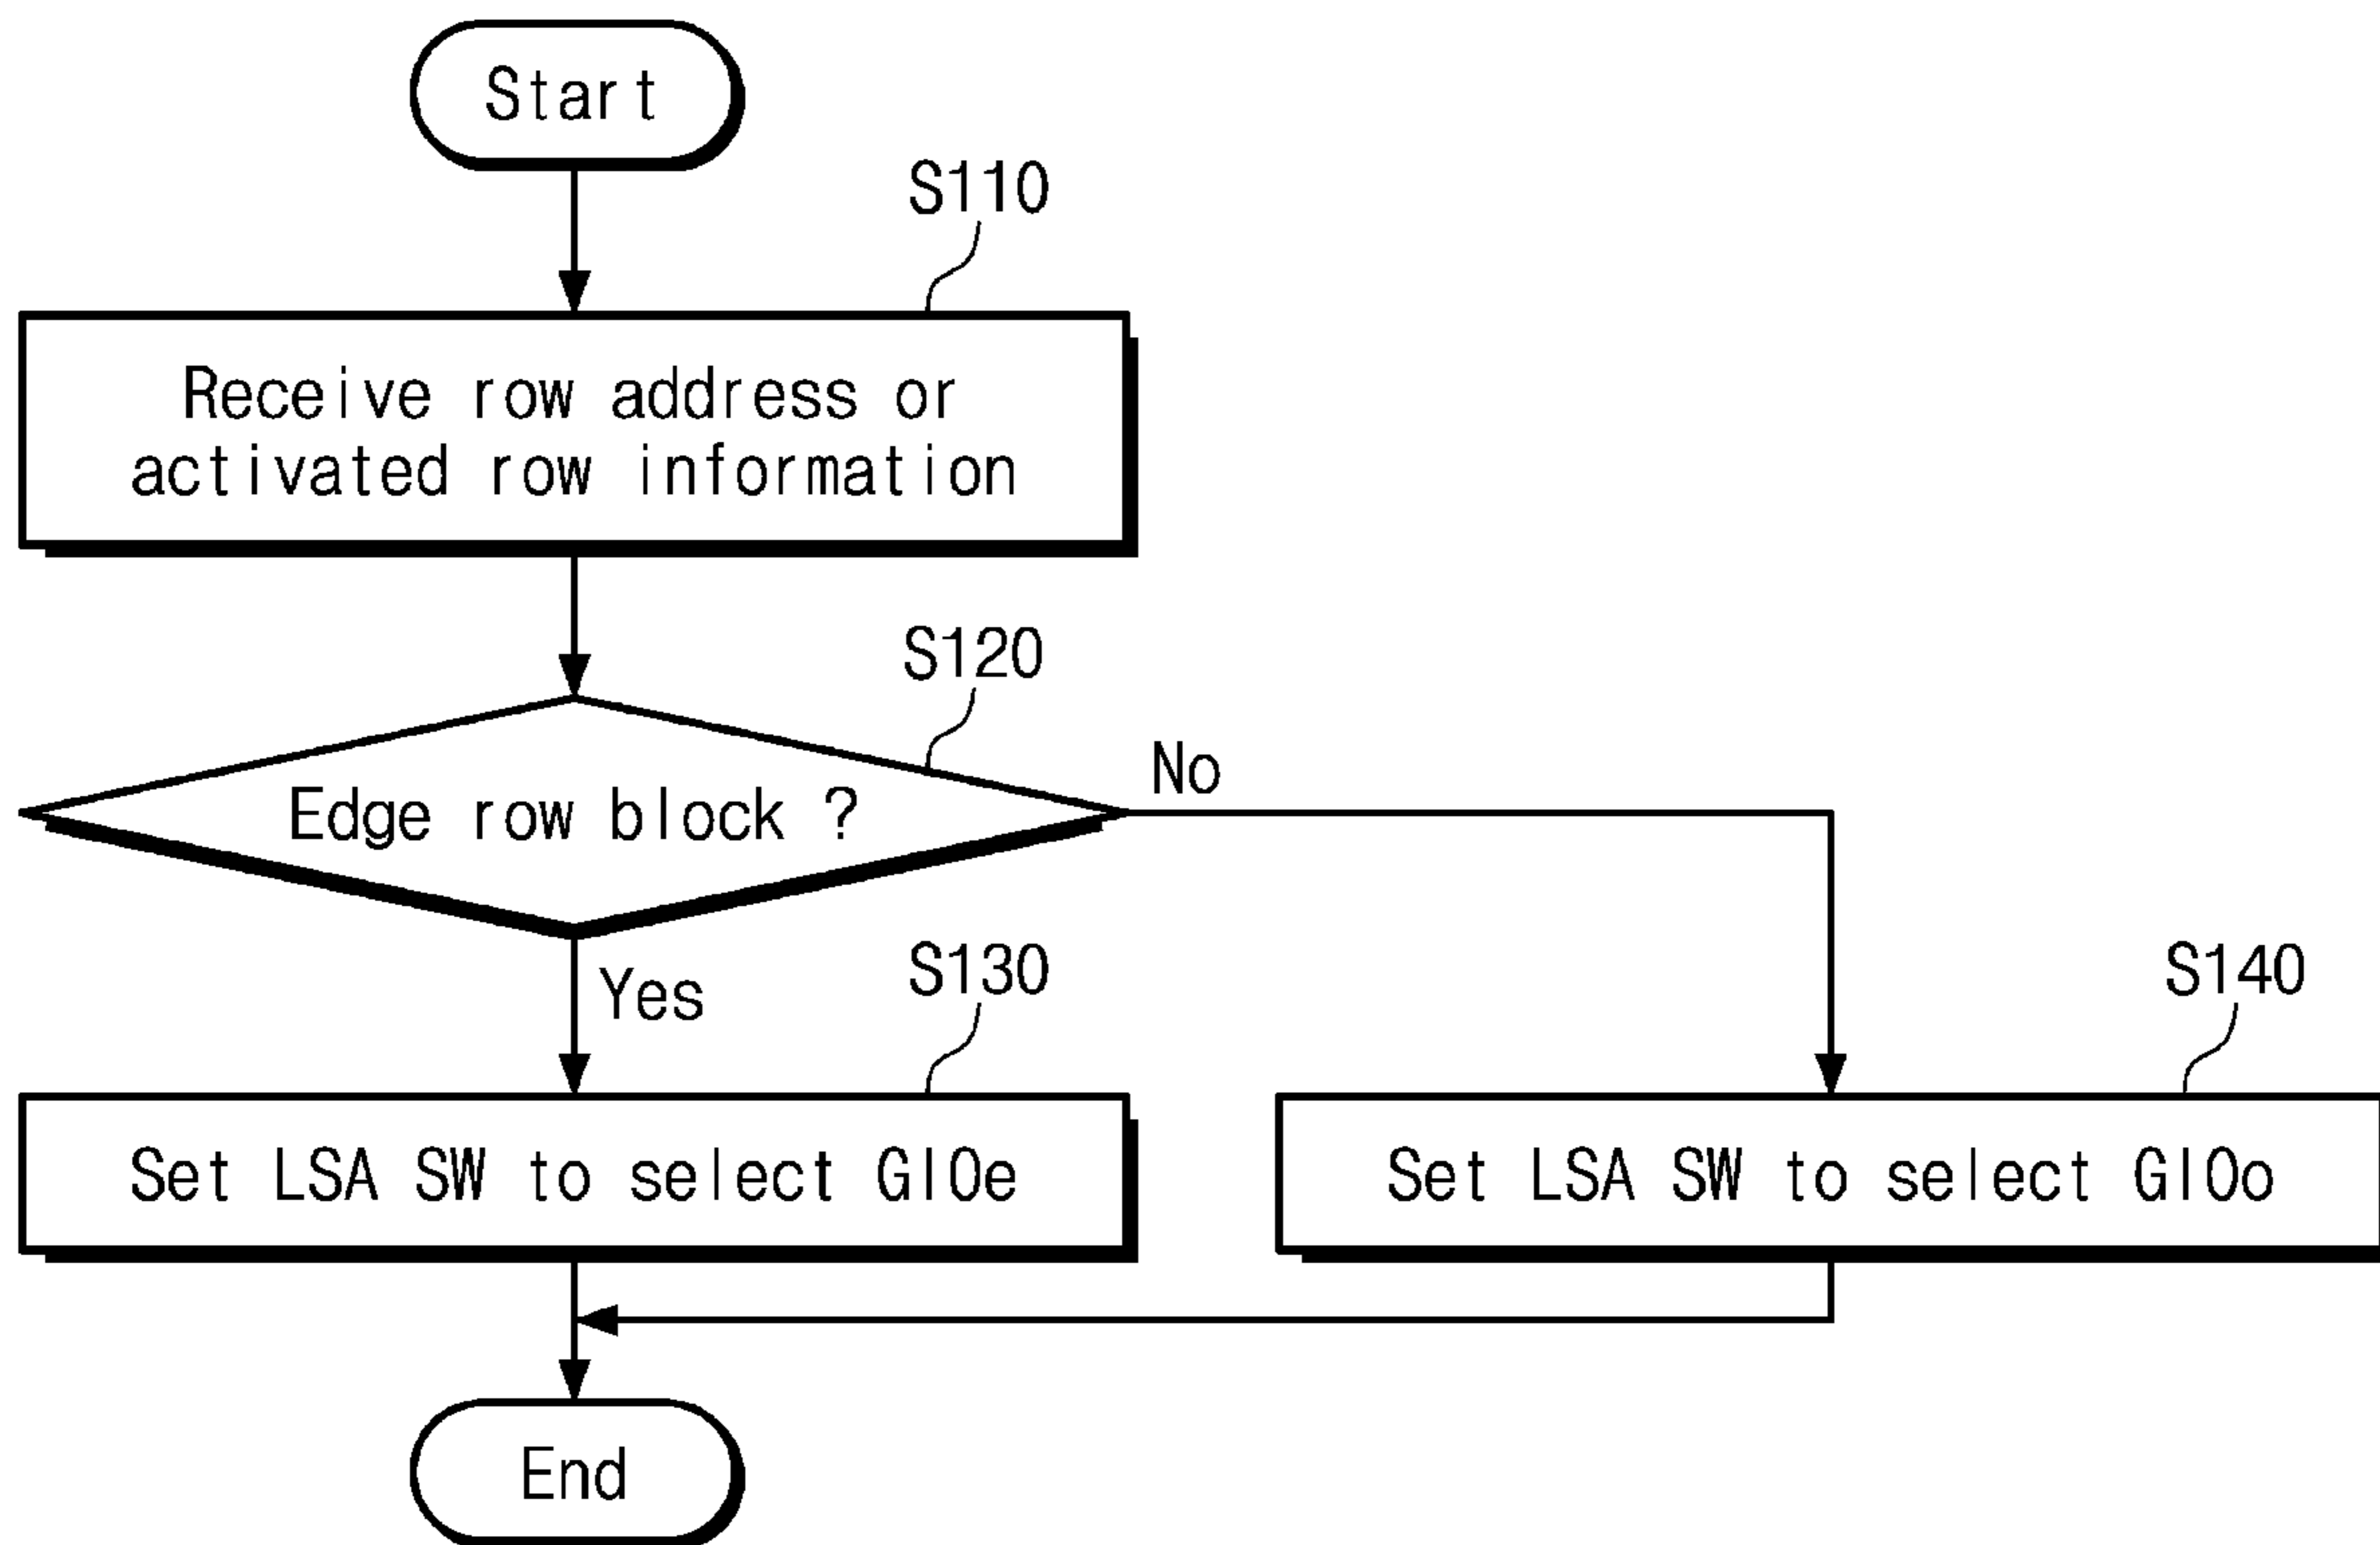 Start
S110
Receive row address or
activated row information
S120
Edge row block ?
No
Yes
S130
S140
Set LSA SW to select GIOe
Set LSA SW to select GIOo
End